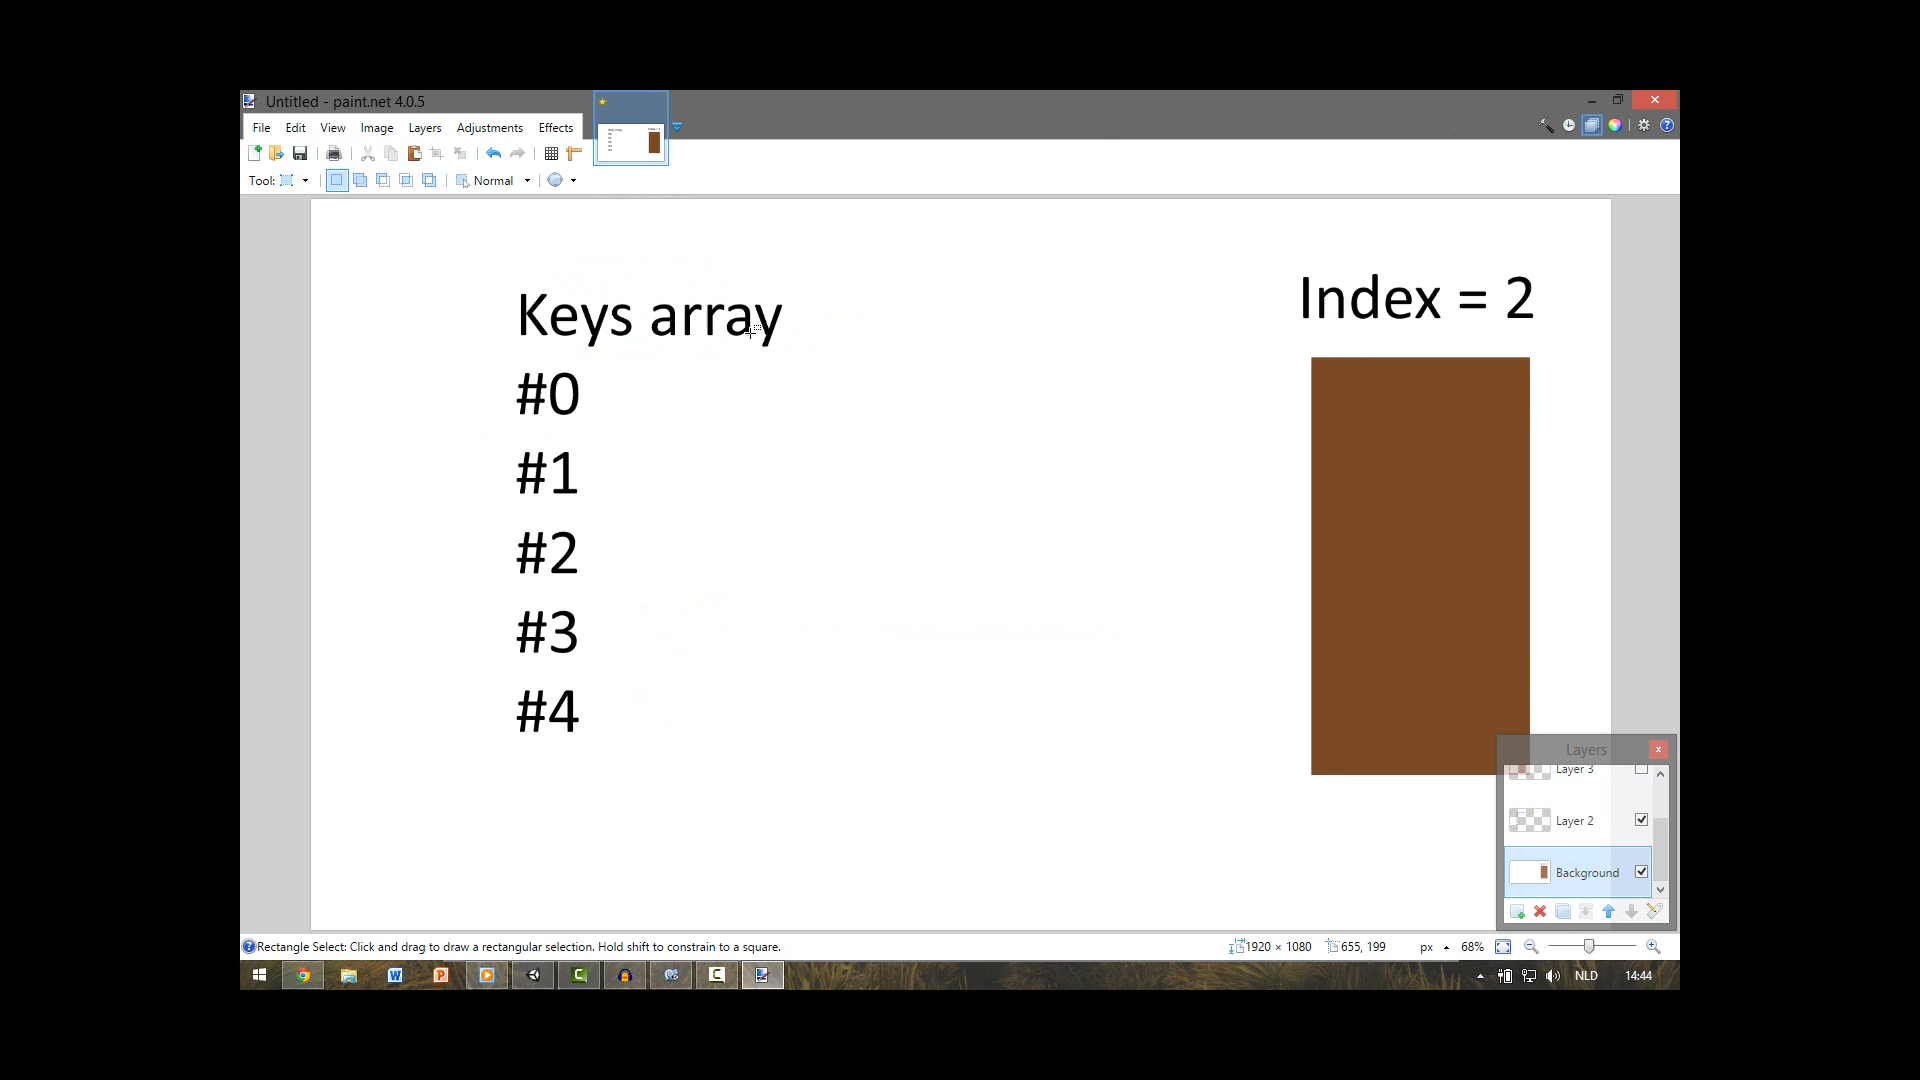 Untitled - paint.net 4.0.5
File Edit View Image Layers Adjustments Effects
Tool: Normal
Keys array
#0
#1
#2
#3
#4
Index = 2
Layers
Layer 3
Layer 2
Background
Rectangle Select: Click and drag to draw a rectangular selection. Hold shift to constrain to a square.
1920 × 1080 655, 199 px 68%
NLD 14:44